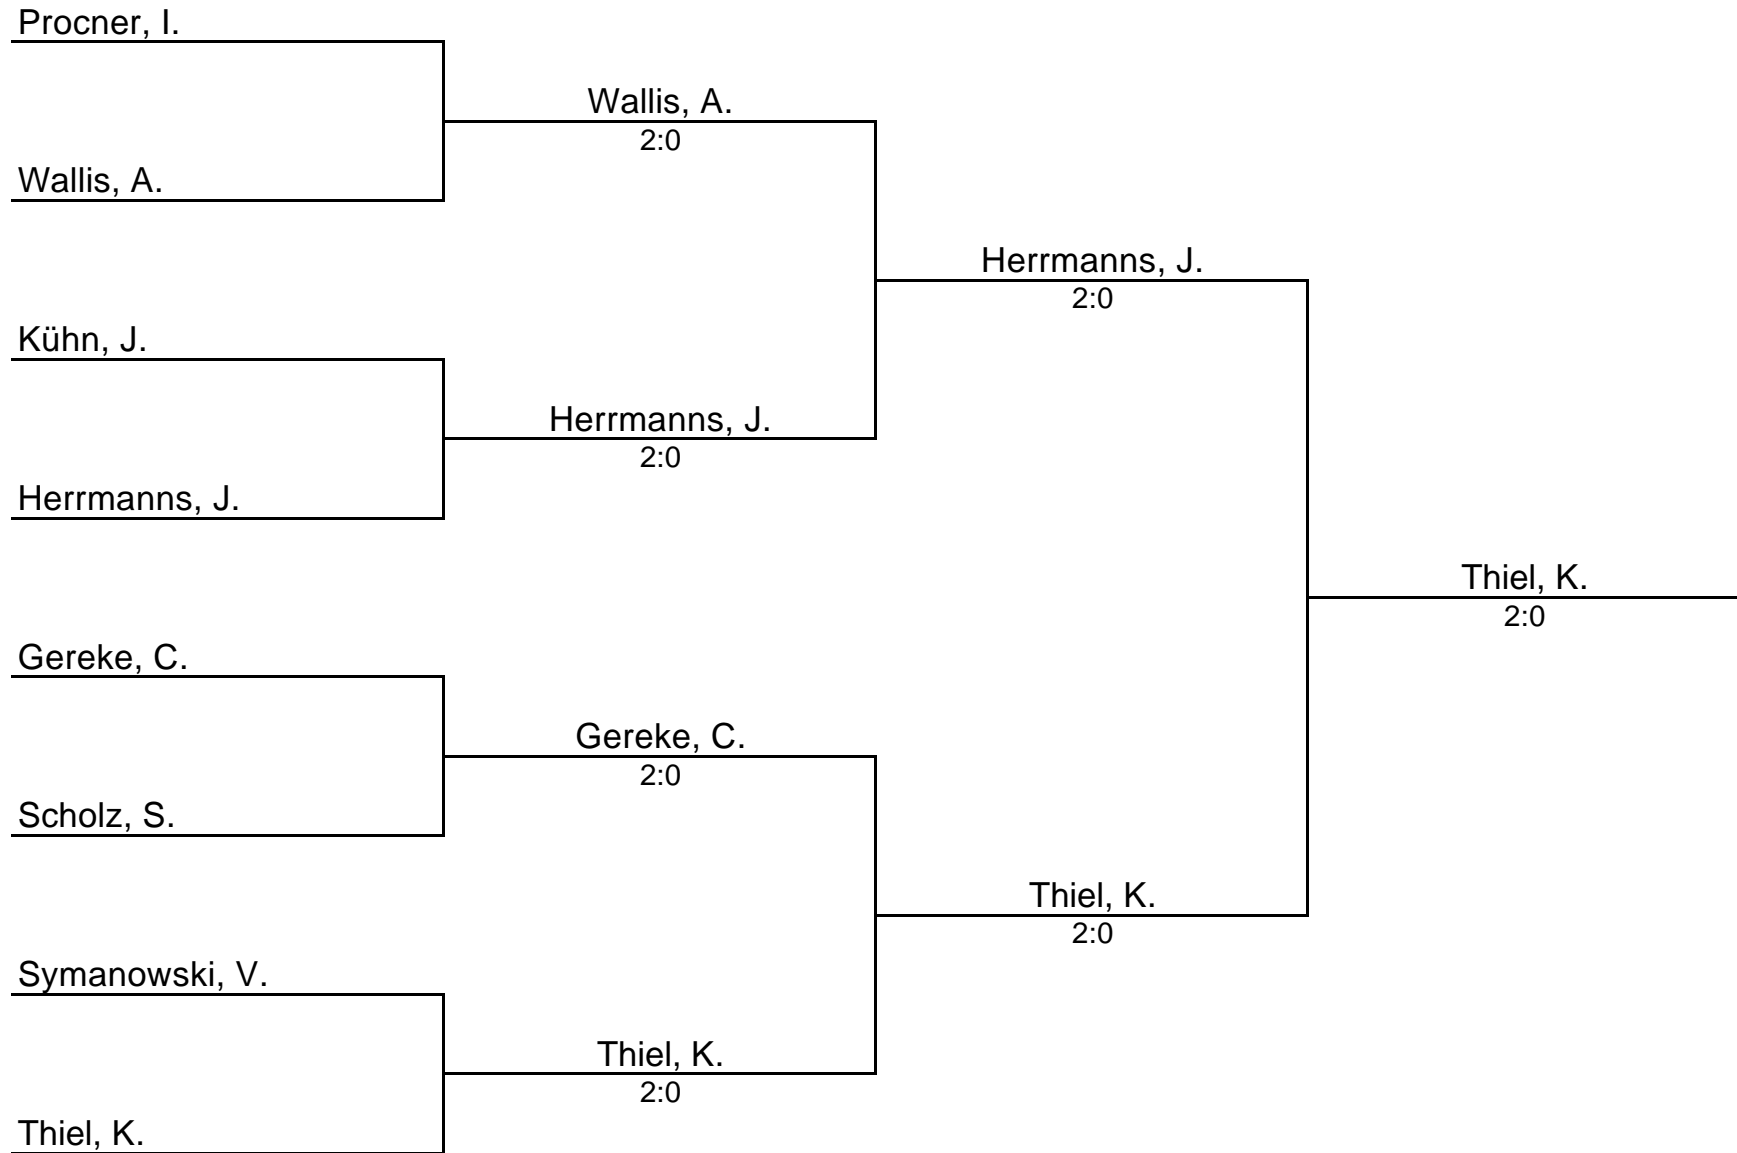 Procner, I.
Wallis, A.
2:0
Wallis, A.
Herrmanns, J.
2:0
Kühn, J.
Herrmanns, J.
2:0
Herrmanns, J.
Thiel, K.
2:0
Gereke, C.
Gereke, C.
2:0
Scholz, S.
Thiel, K.
2:0
Symanowski, V.
Thiel, K.
2:0
Thiel, K.